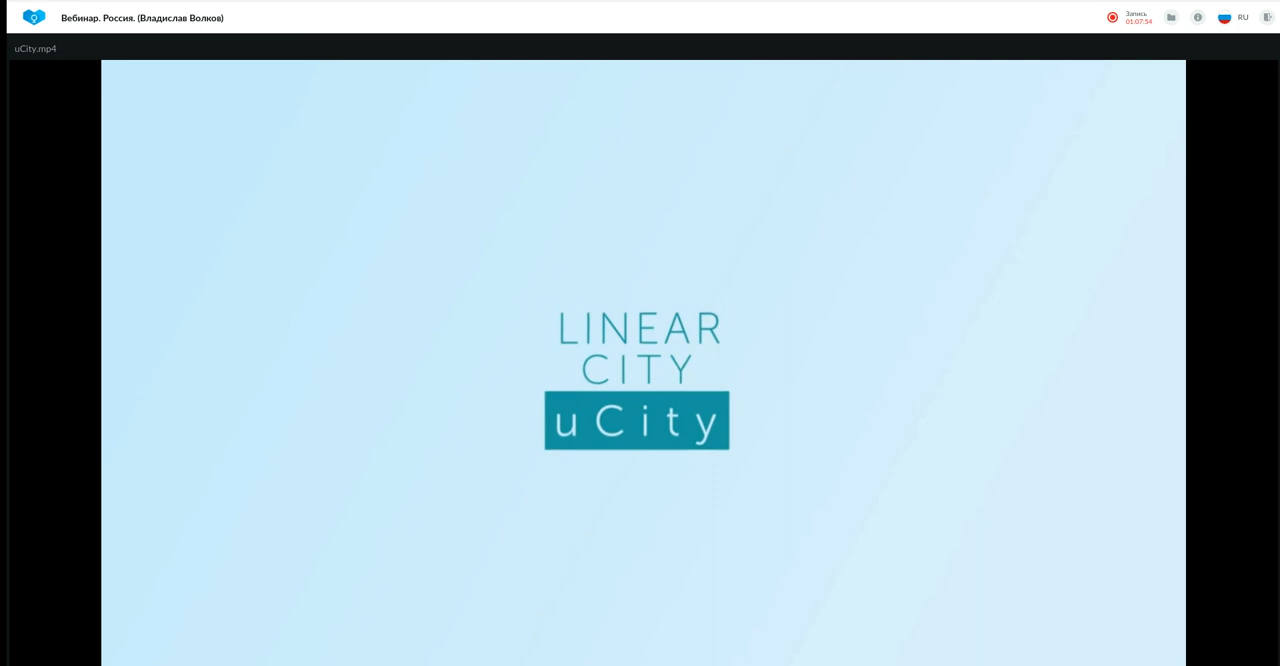 Вебинар. Россия. (Владислав Волков)
Запись
01:07:54
RU
uCity.mp4
LINEAR
CITY
uCity